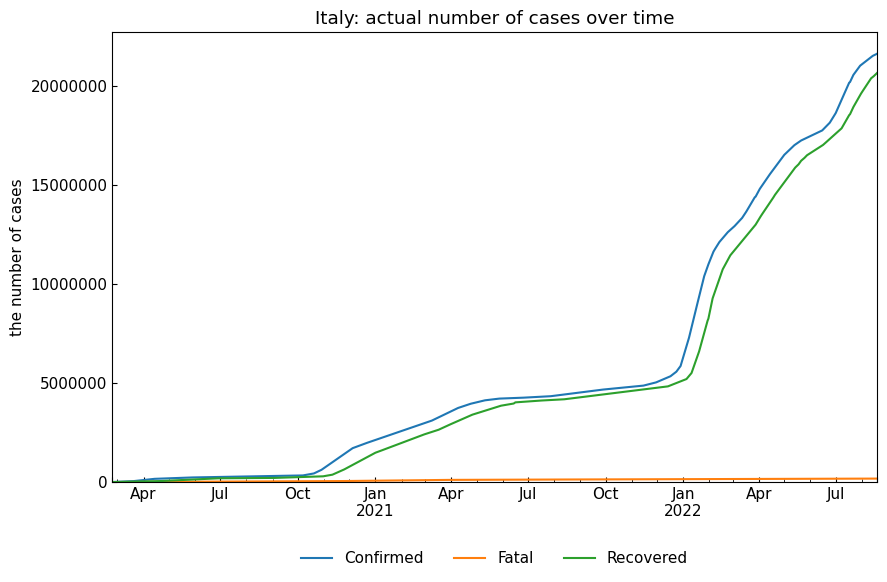 Italy: actual number of cases over time
the number of cases
20000000
15000000
10000000
5000000
0
Apr Jul Oct Jan Apr Jul Oct Jan Apr Jul
2021 2022
Confirmed Fatal Recovered